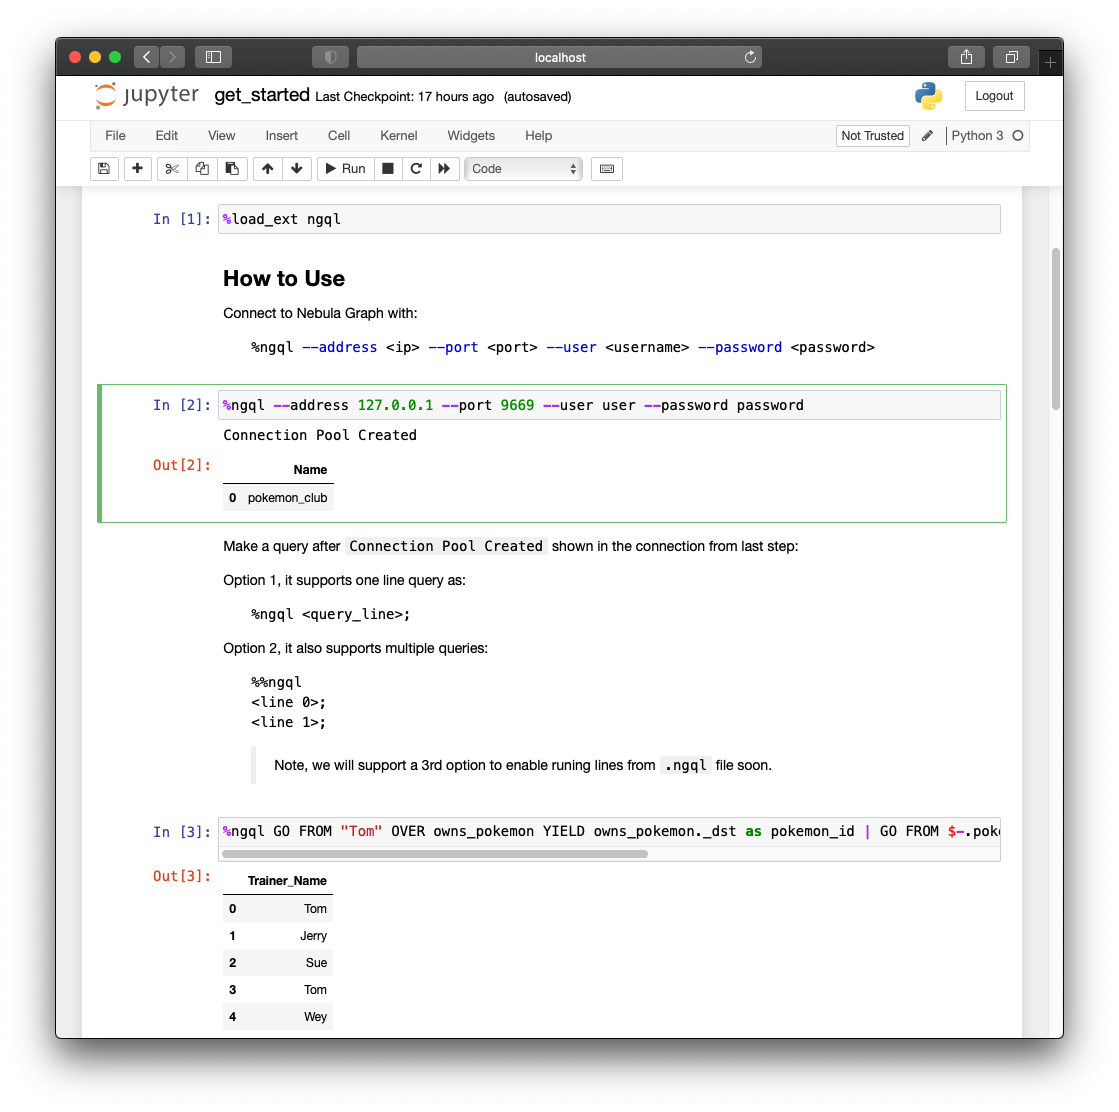 localhost
jupyter get_started Last Checkpoint: 17 hours ago (autosaved)
Logout
File Edit View Insert Cell Kernel Widgets Help
Not Trusted
Python 3
Run
Code
In [1]: %load_ext ngql
How to Use
Connect to Nebula Graph with:
%ngql --address <ip> --port <port> --user <username> --password <password>
In [2]: %ngql --address 127.0.0.1 --port 9669 --user user --password password
Connection Pool Created
Out[2]:
Name
0 pokemon_club
Make a query after Connection Pool Created shown in the connection from last step:
Option 1, it supports one line query as:
%ngql <query_line>;
Option 2, it also supports multiple queries:
%%ngql
<line 0>;
<line 1>;
Note, we will support a 3rd option to enable runing lines from .ngql file soon.
In [3]: %ngql GO FROM "Tom" OVER owns_pokemon YIELD owns_pokemon._dst as pokemon_id | GO FROM $-.poke
Out[3]:
Trainer_Name
0 Tom
1 Jerry
2 Sue
3 Tom
4 Wey